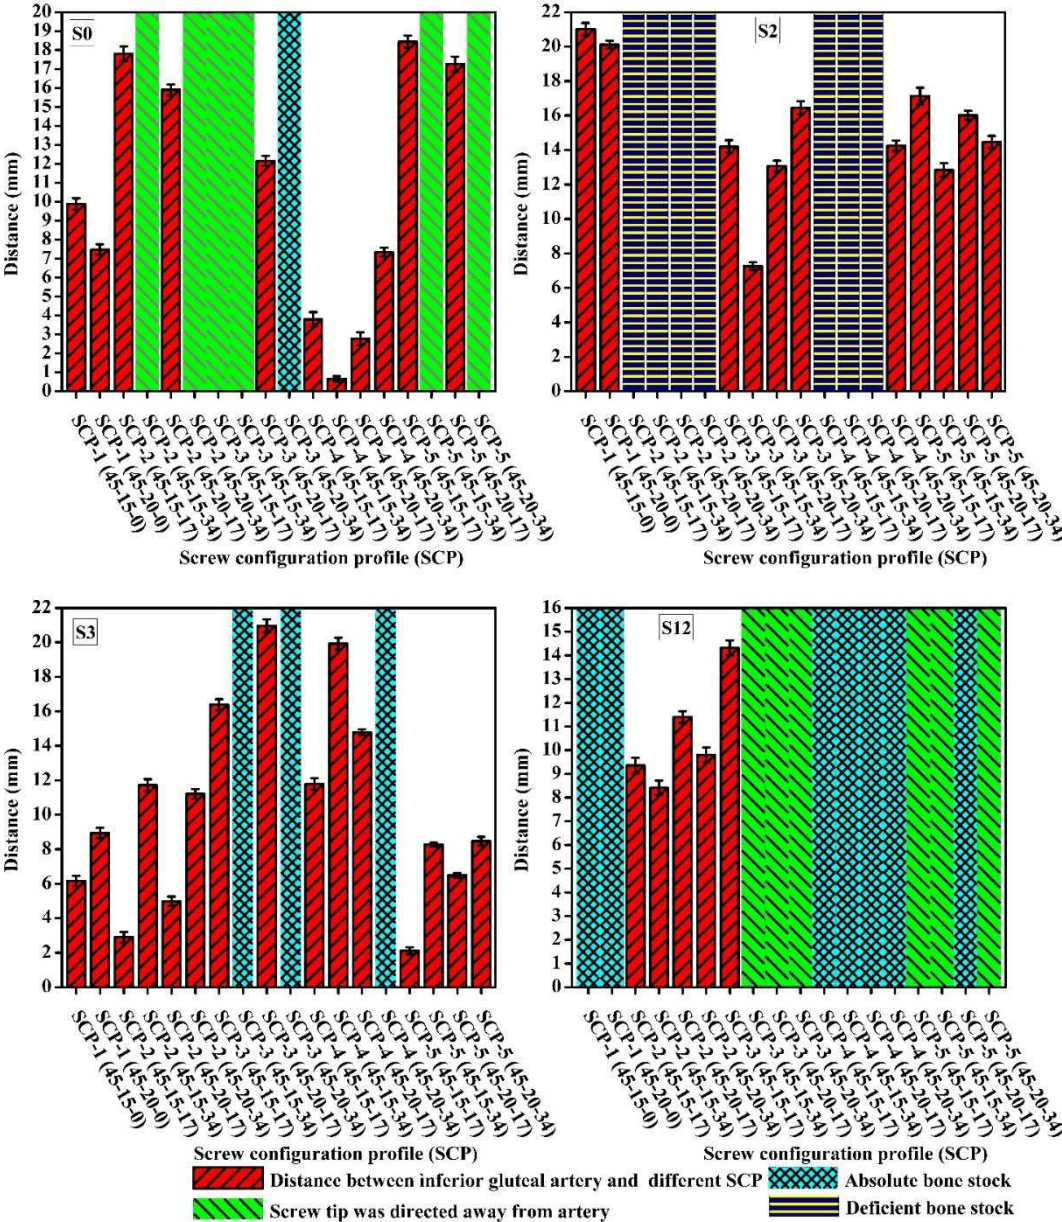 S0
Distance (mm)
20
19
18
17
16
15
14
13
12
11
10
9
8
7
6
5
4
3
2
1
0
SCP-1 (45-15-0)
SCP-1 (45-20-0)
SCP-2 (45-15-17)
SCP-2 (45-15-34)
SCP-2 (45-20-17)
SCP-2 (45-20-34)
SCP-3 (45-15-17)
SCP-3 (45-15-34)
SCP-3 (45-20-17)
SCP-3 (45-20-34)
SCP-4 (45-15-17)
SCP-4 (45-15-34)
SCP-4 (45-20-17)
SCP-4 (45-20-34)
SCP-5 (45-15-17)
SCP-5 (45-15-34)
SCP-5 (45-20-17)
SCP-5 (45-20-34)
Screw configuration profile (SCP)
S2
Distance (mm)
22
20
18
16
14
12
10
8
6
4
2
0
SCP-1 (45-15-0)
SCP-1 (45-20-0)
SCP-2 (45-15-17)
SCP-2 (45-15-34)
SCP-2 (45-20-17)
SCP-2 (45-20-34)
SCP-3 (45-15-17)
SCP-3 (45-15-34)
SCP-3 (45-20-17)
SCP-3 (45-20-34)
SCP-4 (45-15-17)
SCP-4 (45-15-34)
SCP-4 (45-20-17)
SCP-4 (45-20-34)
SCP-5 (45-15-17)
SCP-5 (45-15-34)
SCP-5 (45-20-17)
SCP-5 (45-20-34)
Screw configuration profile (SCP)
S3
Distance (mm)
22
20
18
16
14
12
10
8
6
4
2
0
SCP-1 (45-15-0)
SCP-1 (45-20-0)
SCP-2 (45-15-17)
SCP-2 (45-15-34)
SCP-2 (45-20-17)
SCP-2 (45-20-34)
SCP-3 (45-15-17)
SCP-3 (45-15-34)
SCP-3 (45-20-17)
SCP-3 (45-20-34)
SCP-4 (45-15-17)
SCP-4 (45-15-34)
SCP-4 (45-20-17)
SCP-4 (45-20-34)
SCP-5 (45-15-17)
SCP-5 (45-15-34)
SCP-5 (45-20-17)
SCP-5 (45-20-34)
Screw configuration profile (SCP)
S12
Distance (mm)
16
15
14
13
12
11
10
9
8
7
6
5
4
3
2
1
0
SCP-1 (45-15-0)
SCP-1 (45-20-0)
SCP-2 (45-15-17)
SCP-2 (45-15-34)
SCP-2 (45-20-17)
SCP-2 (45-20-34)
SCP-3 (45-15-17)
SCP-3 (45-15-34)
SCP-3 (45-20-17)
SCP-3 (45-20-34)
SCP-4 (45-15-17)
SCP-4 (45-15-34)
SCP-4 (45-20-17)
SCP-4 (45-20-34)
SCP-5 (45-15-17)
SCP-5 (45-15-34)
SCP-5 (45-20-17)
SCP-5 (45-20-34)
Screw configuration profile (SCP)
Distance between inferior gluteal artery and different SCP
Absolute bone stock
Screw tip was directed away from artery
Deficient bone stock